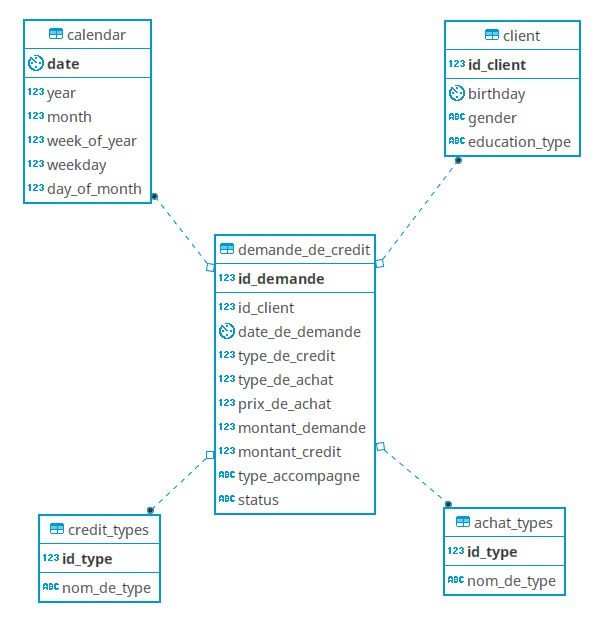 calendar
date
123 year
123 month
123 week_of_year
123 weekday
123 day_of_month
client
123 id_client
birthday
ABC gender
ABC education_type
demande_de_credit
123 id_demande
123 id_client
date_de_demande
123 type_de_credit
123 type_de_achat
123 prix_de_achat
123 montant_demande
123 montant_credit
ABC type_accompagne
ABC status
credit_types
123 id_type
ABC nom_de_type
achat_types
123 id_type
ABC nom_de_type